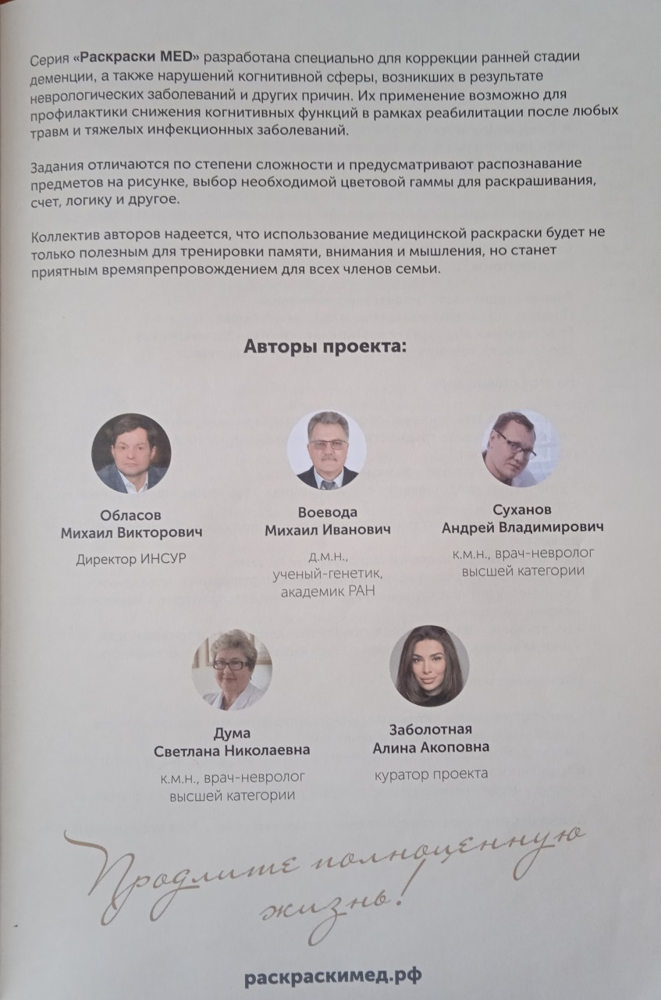 Серия «Раскраски MED» разработана специально для коррекции ранней стадии
деменции, а также нарушений когнитивной сферы, возникших в результате
неврологических заболеваний и других причин. Их применение возможно для
профилактики снижения когнитивных функций в рамках реабилитации после любых
травм и тяжелых инфекционных заболеваний.
Задания отличаются по степени сложности и предусматривают распознавание
предметов на рисунке, выбор необходимой цветовой гаммы для раскрашивания,
счет, логику и другое.
Коллектив авторов надеется, что использование медицинской раскраски будет не
только полезным для тренировки памяти, внимания и мышления, но станет
приятным времяпрепровождением для всех членов семьи.
Авторы проекта:
Обласов
Михаил Викторович
Директор ИНСУР
Воевода
Михаил Иванович
д.м.н.,
ученый-генетик,
академик РАН
Суханов
Андрей Владимирович
к.м.н., врач-невролог
высшей категории
Дума
Светлана Николаевна
к.м.н., врач-невролог
высшей категории
Заболотная
Алина Акоповна
куратор проекта
Продлите полноценную
жизнь!
раскраскимед.рф